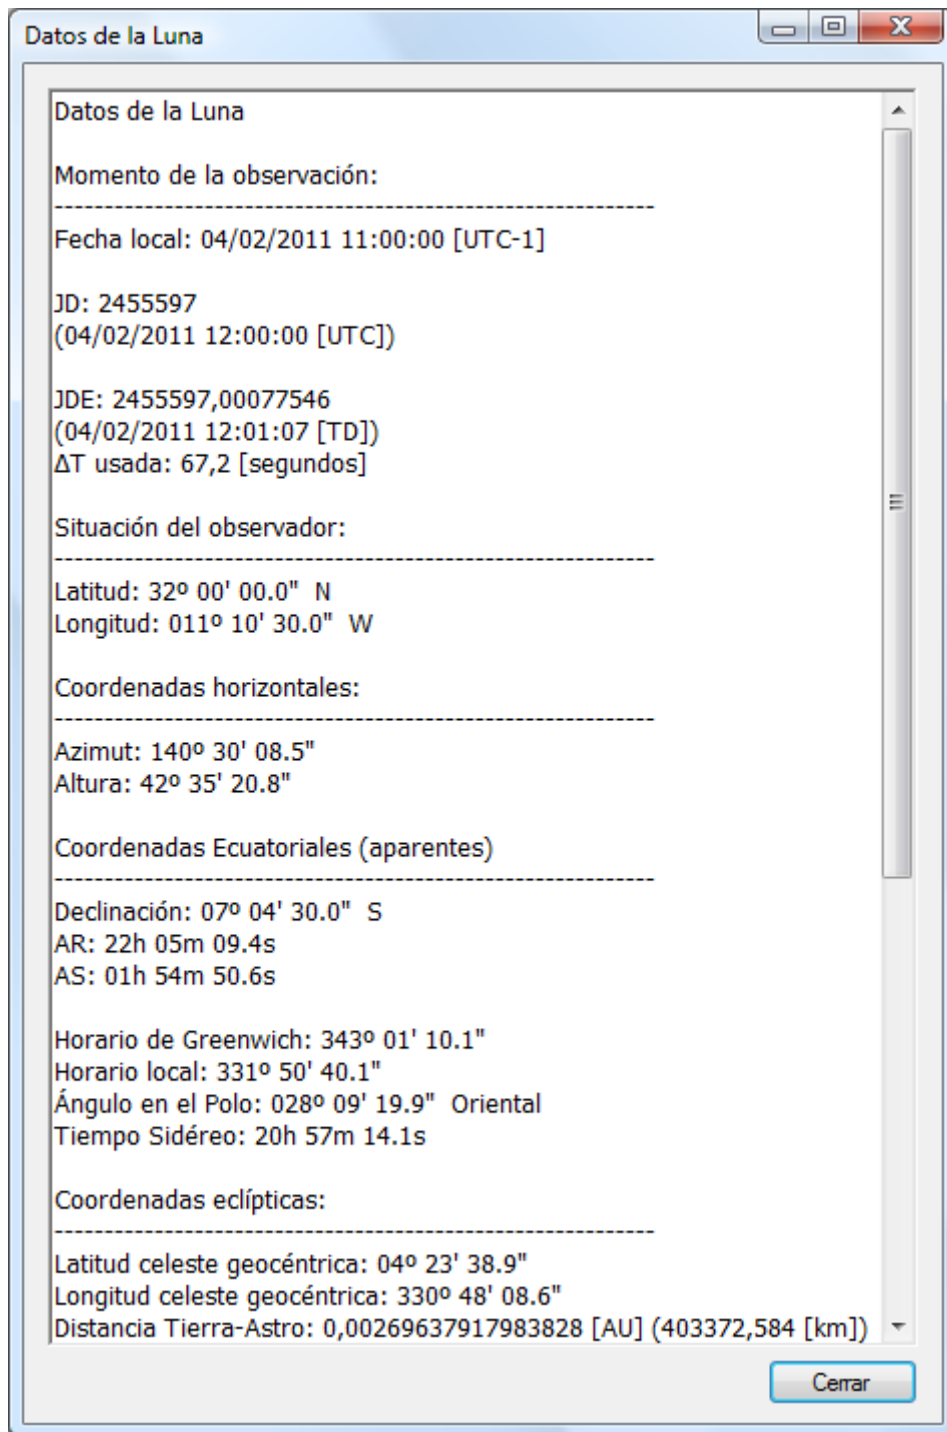 Datos de la Luna
Datos de la Luna
Momento de la observación:
------------------------------------------------------------
Fecha local: 04/02/2011 11:00:00 [UTC-1]
JD: 2455597
(04/02/2011 12:00:00 [UTC])
JDE: 2455597,00077546
(04/02/2011 12:01:07 [TD])
ΔT usada: 67,2 [segundos]
Situación del observador:
------------------------------------------------------------
Latitud: 32º 00' 00.0"  N
Longitud: 011º 10' 30.0"  W
Coordenadas horizontales:
------------------------------------------------------------
Azimut: 140º 30' 08.5"
Altura: 42º 35' 20.8"
Coordenadas Ecuatoriales (aparentes)
------------------------------------------------------------
Declinación: 07º 04' 30.0"  S
AR: 22h 05m 09.4s
AS: 01h 54m 50.6s
Horario de Greenwich: 343º 01' 10.1"
Horario local: 331º 50' 40.1"
Ángulo en el Polo: 028º 09' 19.9"  Oriental
Tiempo Sidéreo: 20h 57m 14.1s
Coordenadas eclípticas:
------------------------------------------------------------
Latitud celeste geocéntrica: 04º 23' 38.9"
Longitud celeste geocéntrica: 330º 48' 08.6"
Distancia Tierra-Astro: 0,00269637917983828 [AU] (403372,584 [km])
Cerrar